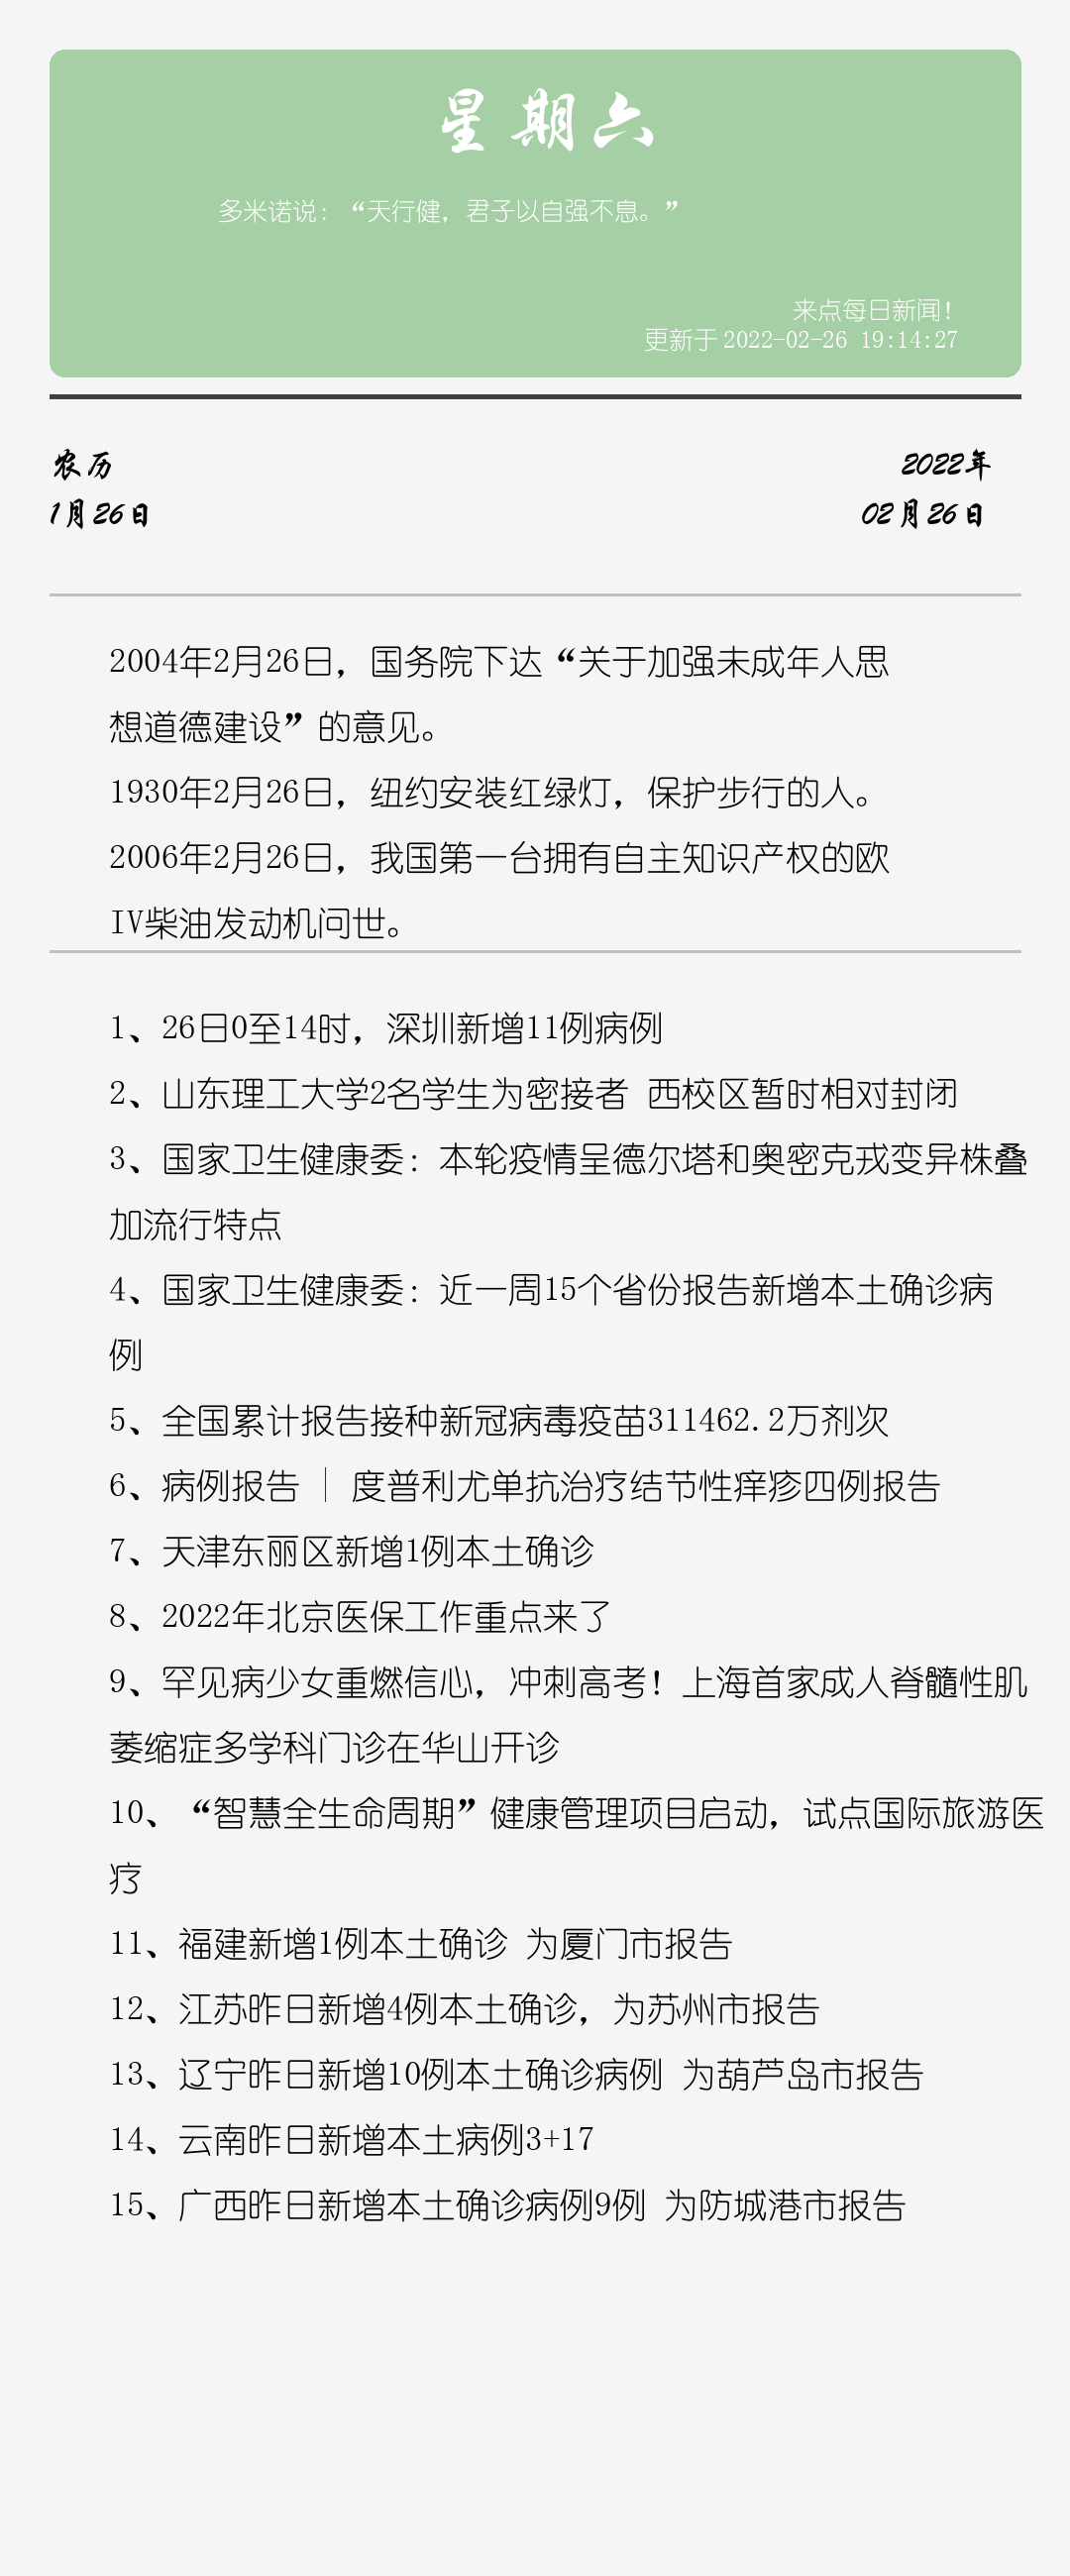 星期六
多米诺说：“天行健，君子以自强不息。”
来点每日新闻！
更新于2022-02-26 19:14:27
农历
2022年
1月26日
02月26日
2004年2月26日，国务院下达“关于加强未成年人思
想道德建设”的意见。
1930年2月26日，纽约安装红绿灯，保护步行的人。
2006年2月26日，我国第一台拥有自主知识产权的欧
IV柴油发动机问世。
1、26日0至14时，深圳新增11例病例
2、山东理工大学2名学生为密接者 西校区暂时相对封闭
3、国家卫生健康委：本轮疫情呈德尔塔和奥密克戎变异株叠
加流行特点
4、国家卫生健康委：近一周15个省份报告新增本土确诊病
例
5、全国累计报告接种新冠病毒疫苗311462.2万剂次
6、病例报告 | 度普利尤单抗治疗结节性痒疹四例报告
7、天津东丽区新增1例本土确诊
8、2022年北京医保工作重点来了
9、罕见病少女重燃信心，冲刺高考！上海首家成人脊髓性肌
萎缩症多学科门诊在华山开诊
10、“智慧全生命周期”健康管理项目启动，试点国际旅游医
疗
11、福建新增1例本土确诊 为厦门市报告
12、江苏昨日新增4例本土确诊，为苏州市报告
13、辽宁昨日新增10例本土确诊病例 为葫芦岛市报告
14、云南昨日新增本土病例3+17
15、广西昨日新增本土确诊病例9例 为防城港市报告